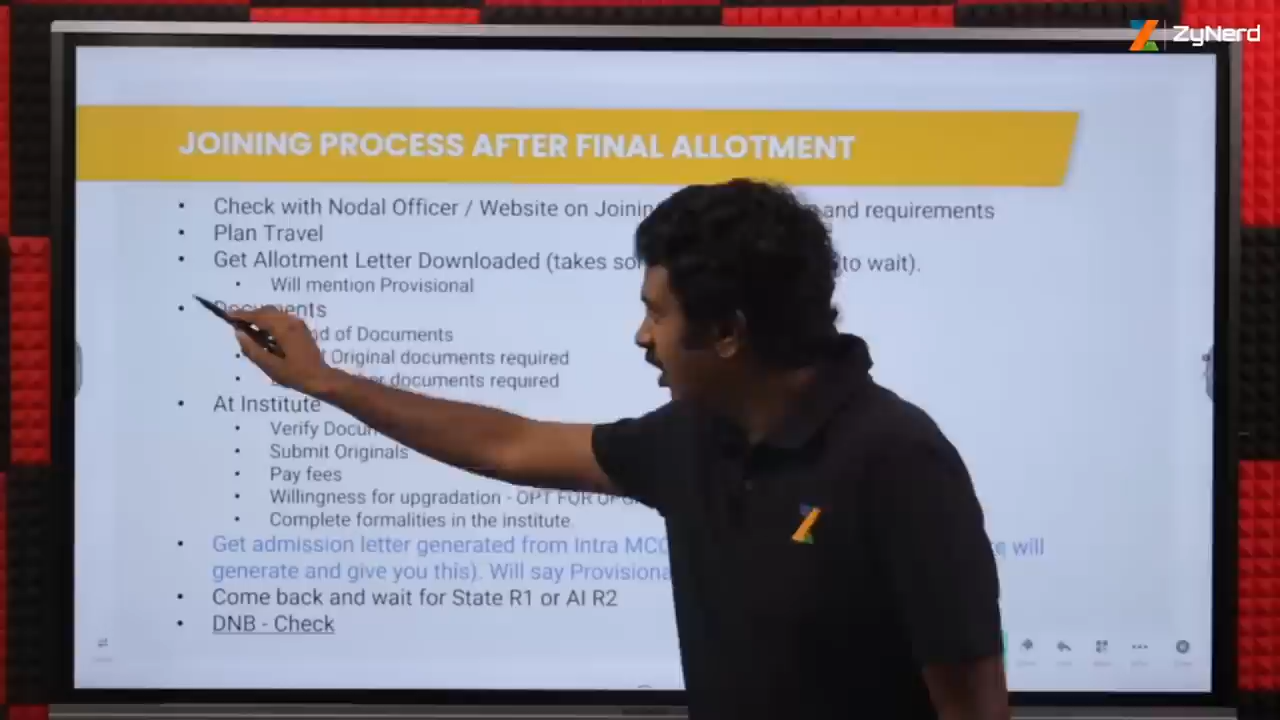 ZyNerd
JOINING PROCESS AFTER FINAL ALLOTMENT
• Check with Nodal Officer / Website on and requirements
• Plan Travel
• Get Allotment Letter Downloaded (takes to wait).
• Will mention Provisional
• Documents
of Documents
• Original documents required
• documents required
• At Institute
• Verify
• Submit Originals
• Pay fees
• Willingness for upgradation - OPT FOR
• Complete formalities in the institute
• Get admission letter generated from Intra will
generate and give you this). Will say
• Come back and wait for State R1 or AI R2
• DNB - Check